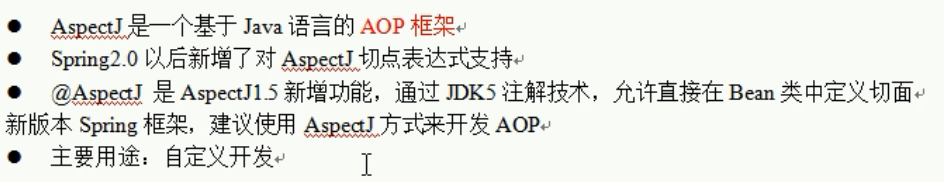 ● AspectJ 是一个基于 Java 语言的 AOP 框架
● Spring2.0 以后新增了对 AspectJ 切点表达式支持
● @AspectJ 是 AspectJ1.5 新增功能，通过 JDK5 注解技术，允许直接在 Bean 类中定义切面
新版本 Spring 框架，建议使用 AspectJ 方式来开发 AOP
● 主要用途：自定义开发